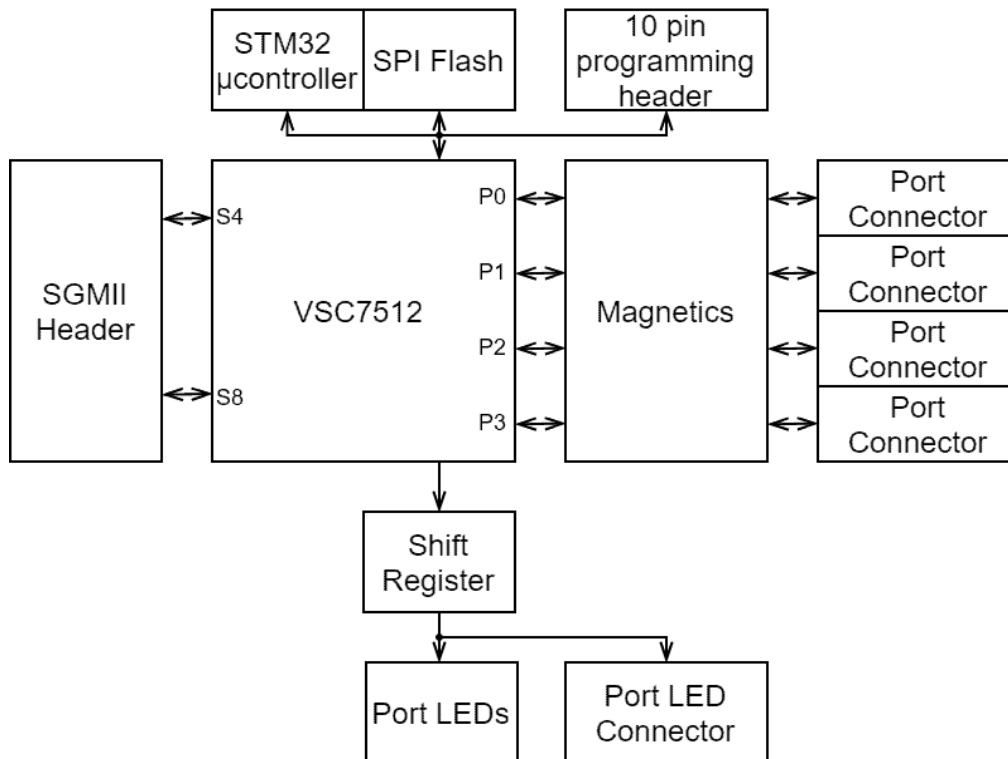 STM32
µcontroller
SPI Flash
10 pin
programming
header
SGMII
Header
S4
S8
VSC7512
P0
P1
P2
P3
Magnetics
Port
Connector
Port
Connector
Port
Connector
Port
Connector
Shift
Register
Port LEDs
Port LED
Connector